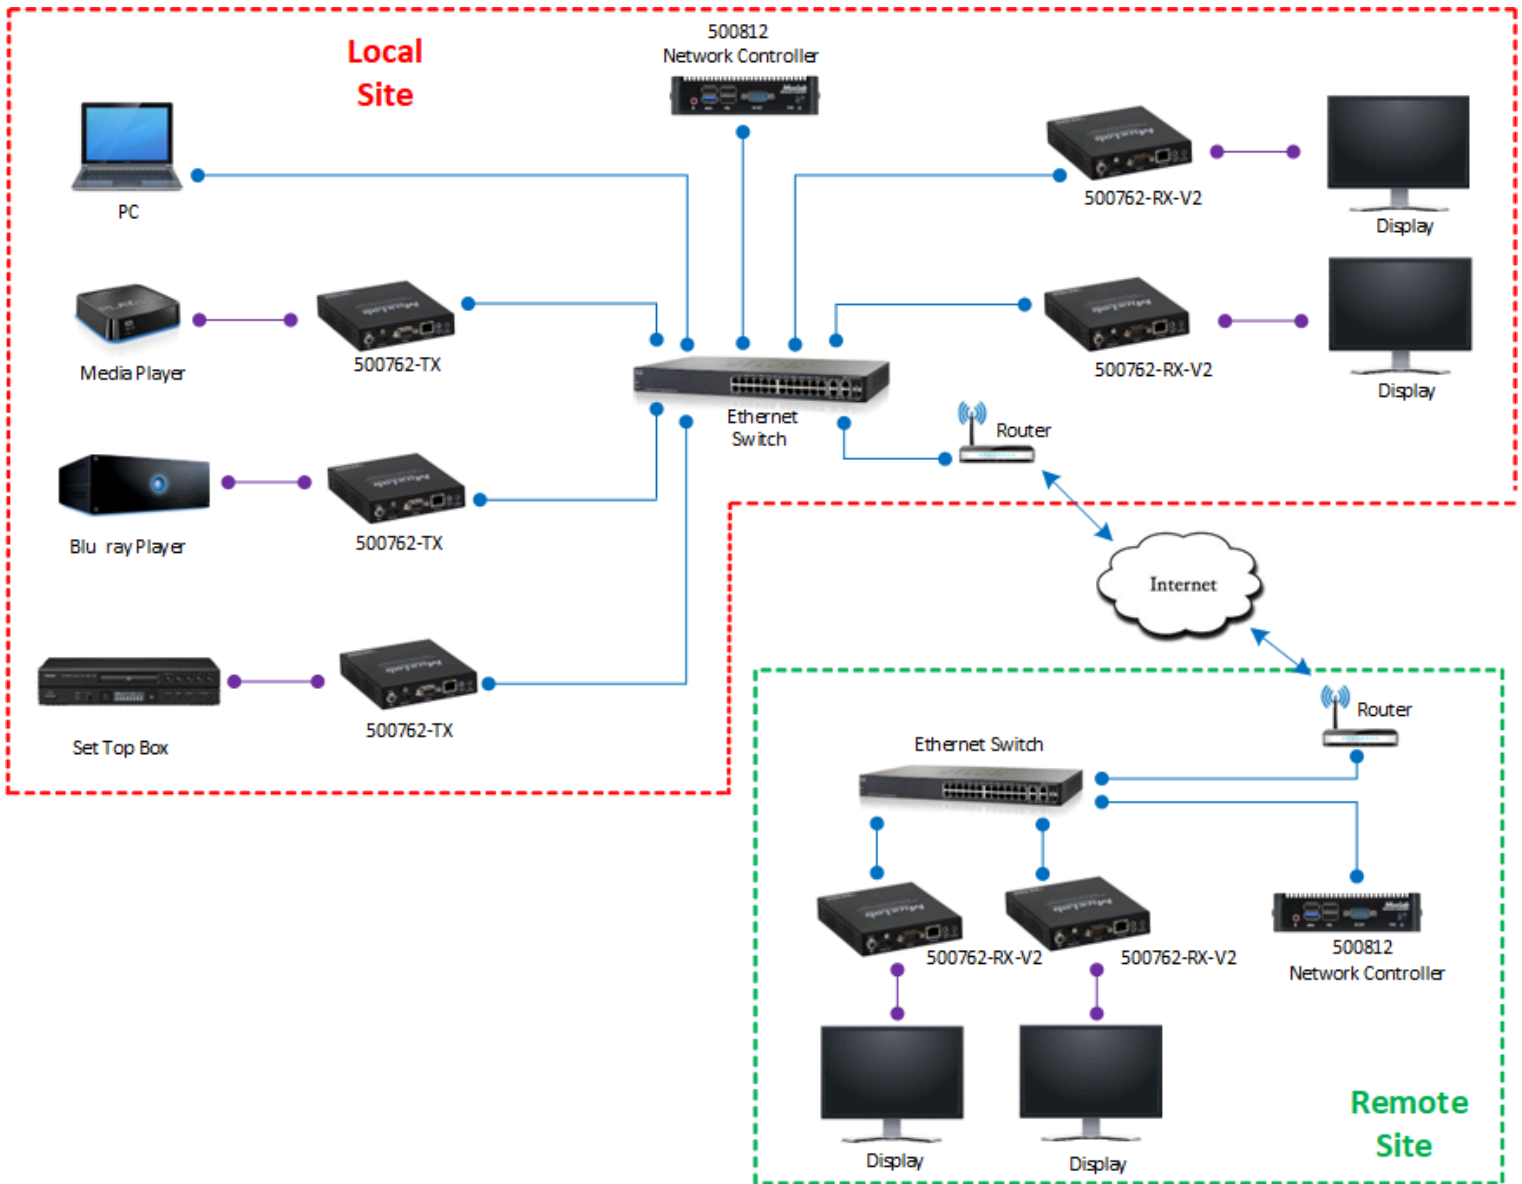 Local
Site
500812
Network Controller
PC
500762-RX-V2
Display
Media Player
500762-TX
500762-RX-V2
Display
Ethernet
Switch
Router
Blu ray Player
500762-TX
Internet
Set Top Box
500762-TX
Router
Ethernet Switch
500762-RX-V2
500762-RX-V2
500812
Network Controller
Display
Display
Remote
Site